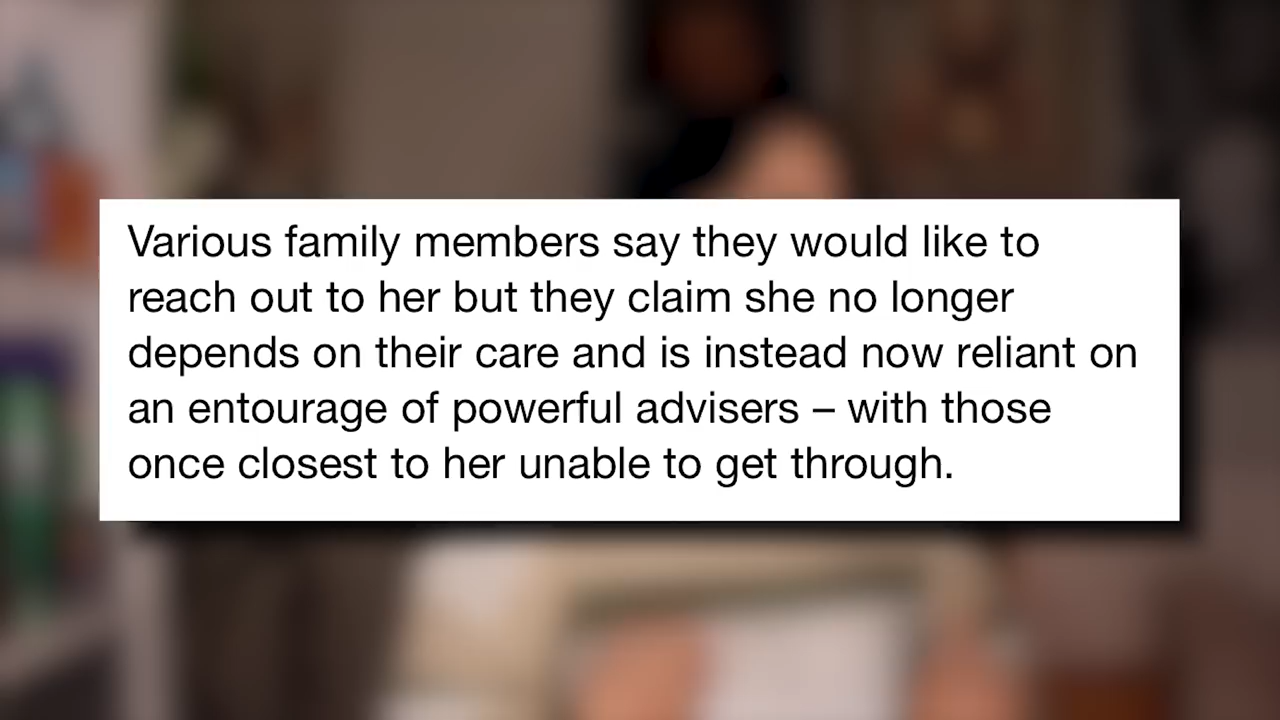 Various family members say they would like to
reach out to her but they claim she no longer
depends on their care and is instead now reliant on
an entourage of powerful advisers – with those
once closest to her unable to get through.